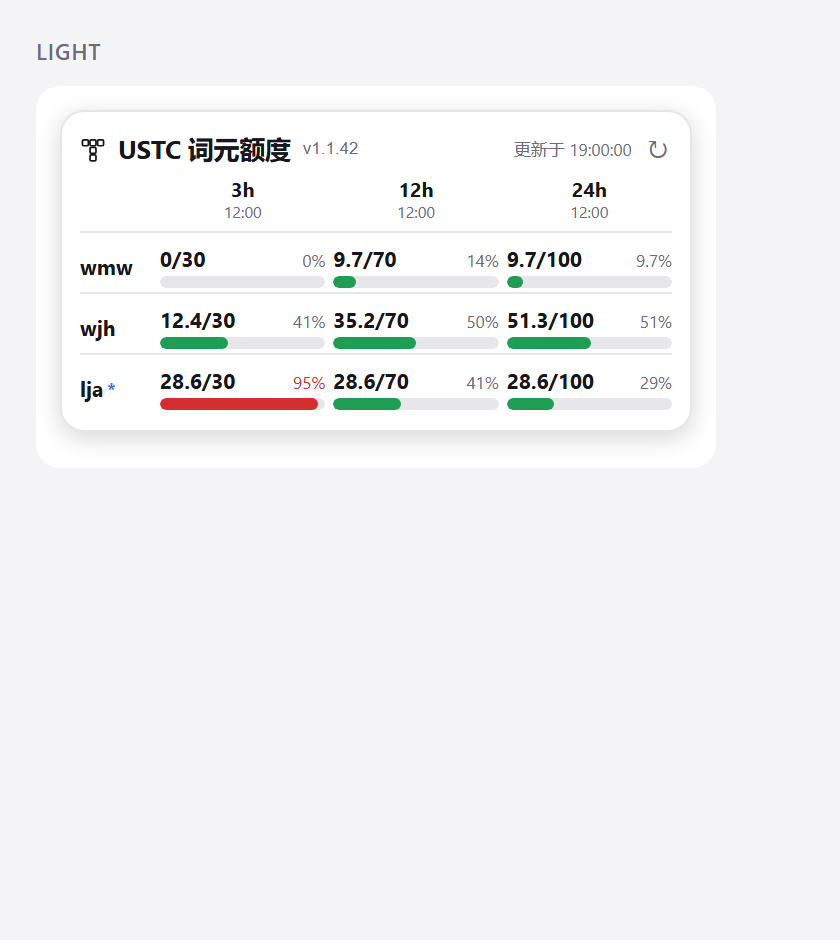 LIGHT
USTC 词元额度 v1.1.42 更新于 19:00:00
3h 12h 24h
12:00 12:00 12:00
wmw 0/30 0% 9.7/70 14% 9.7/100 9.7%
wjh 12.4/30 41% 35.2/70 50% 51.3/100 51%
lja * 28.6/30 95% 28.6/70 41% 28.6/100 29%